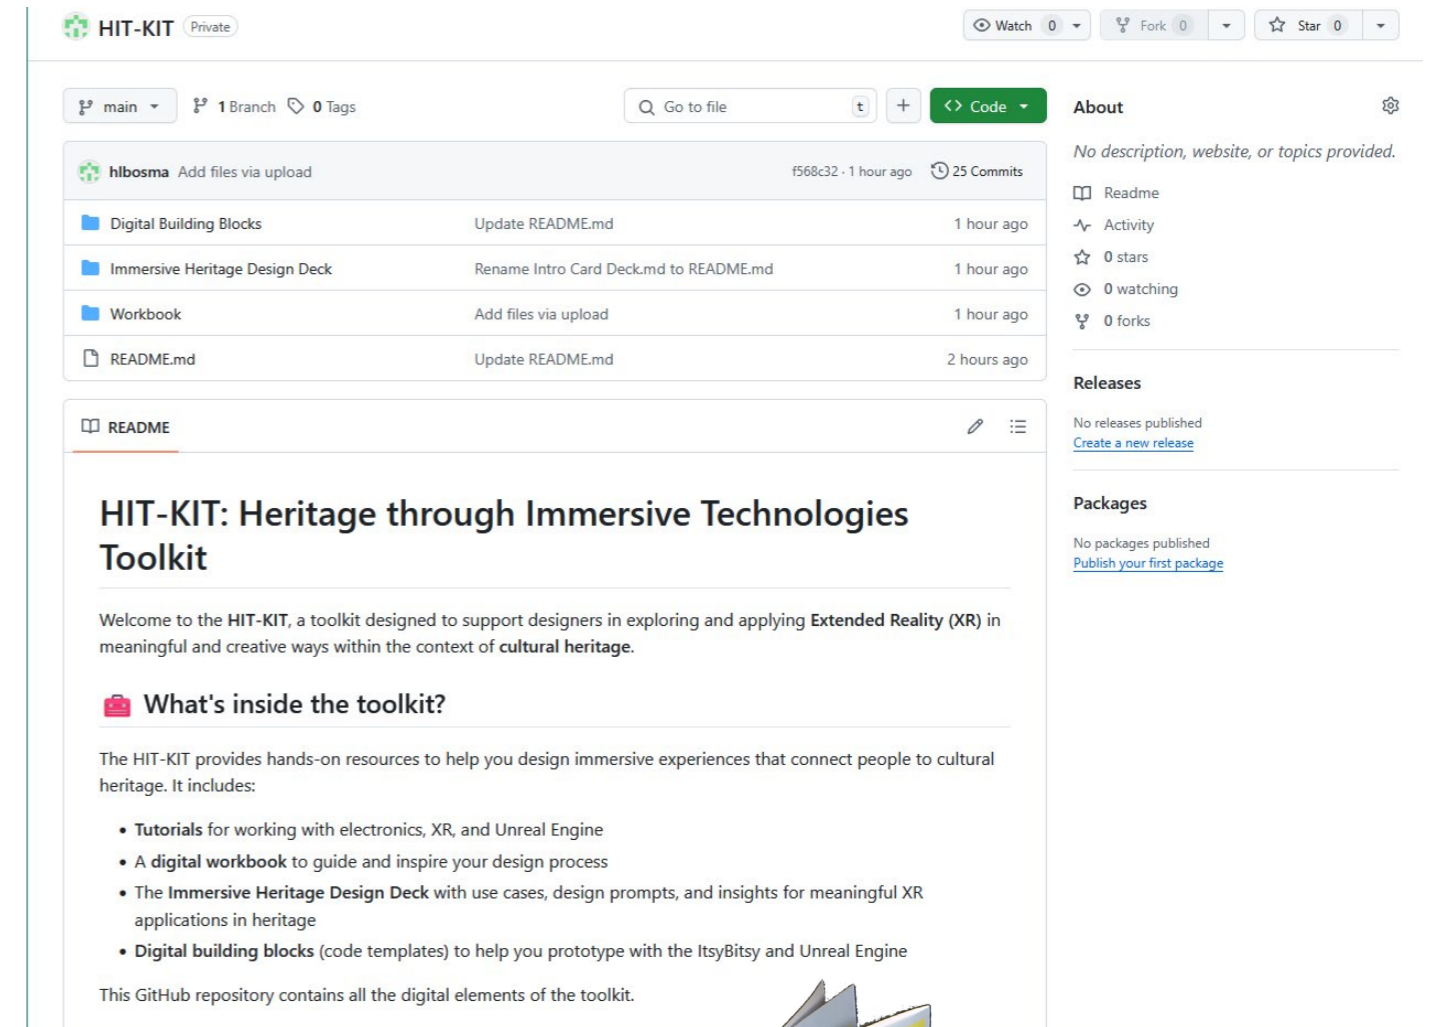 HIT-KIT Private
Watch 0
Fork 0
Star 0
main
1 Branch
0 Tags
Go to file
t
+
<> Code
hlbosma Add files via upload
f568c32 · 1 hour ago
25 Commits
Digital Building Blocks
Update README.md
1 hour ago
Immersive Heritage Design Deck
Rename Intro Card Deck.md to README.md
1 hour ago
Workbook
Add files via upload
1 hour ago
README.md
Update README.md
2 hours ago
README
HIT-KIT: Heritage through Immersive Technologies
Toolkit
Welcome to the HIT-KIT, a toolkit designed to support designers in exploring and applying Extended Reality (XR) in
meaningful and creative ways within the context of cultural heritage.
🧰 What's inside the toolkit?
The HIT-KIT provides hands-on resources to help you design immersive experiences that connect people to cultural
heritage. It includes:
• Tutorials for working with electronics, XR, and Unreal Engine
• A digital workbook to guide and inspire your design process
• The Immersive Heritage Design Deck with use cases, design prompts, and insights for meaningful XR
applications in heritage
• Digital building blocks (code templates) to help you prototype with the ItsyBitsy and Unreal Engine
This GitHub repository contains all the digital elements of the toolkit.
About
No description, website, or topics provided.
Readme
Activity
0 stars
0 watching
0 forks
Releases
No releases published
Create a new release
Packages
No packages published
Publish your first package